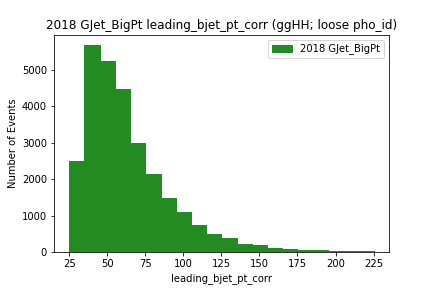 2018 GJet_BigPt leading_bjet_pt_corr (ggHH; loose pho_id)
2018 GJet_BigPt
Number of Events
5000
4000
3000
2000
1000
0
25 50 75 100 125 150 175 200 225
leading_bjet_pt_corr